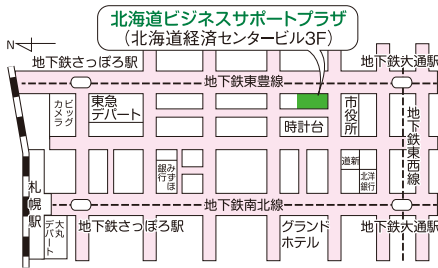 北海道ビジネスサポートプラザ
（北海道経済センタービル3F）
N
地下鉄さっぽろ駅
地下鉄大通駅
地下鉄東豊線
ビッグカメラ
東急デパート
時計台
市役所
地下鉄東西線
みずほ銀行
道新
北洋銀行
札幌駅
地下鉄南北線
大丸デパート
地下鉄さっぽろ駅
グランドホテル
地下鉄大通駅